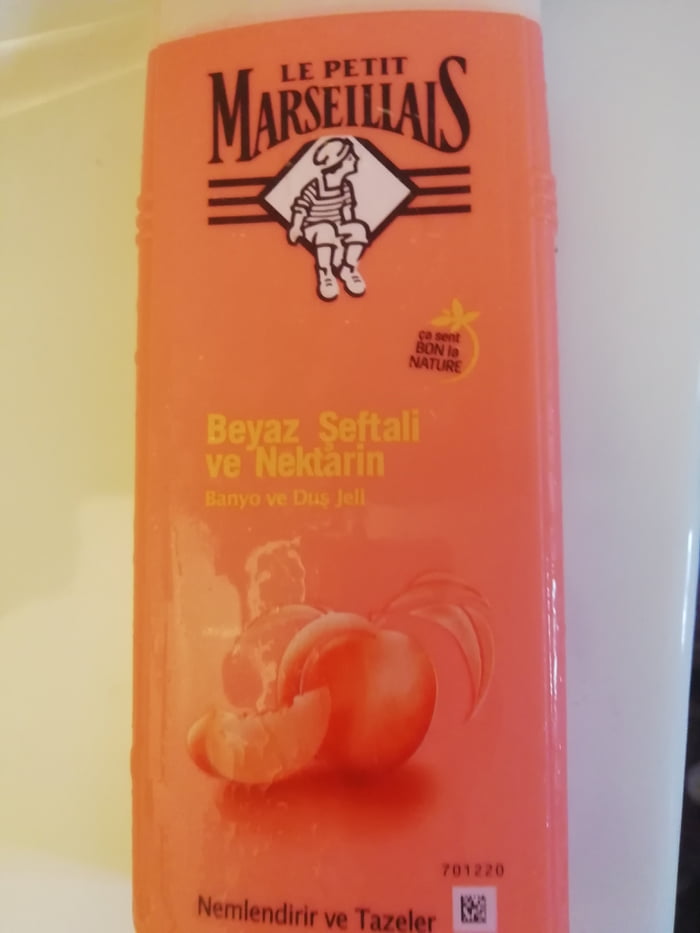 LE PETIT
MARSEILLAIS
ça sent
BON la
NATURE
Beyaz Şeftali
ve Nektarin
Banyo ve Duş Jeli
701220
Nemlendirir ve Tazeler